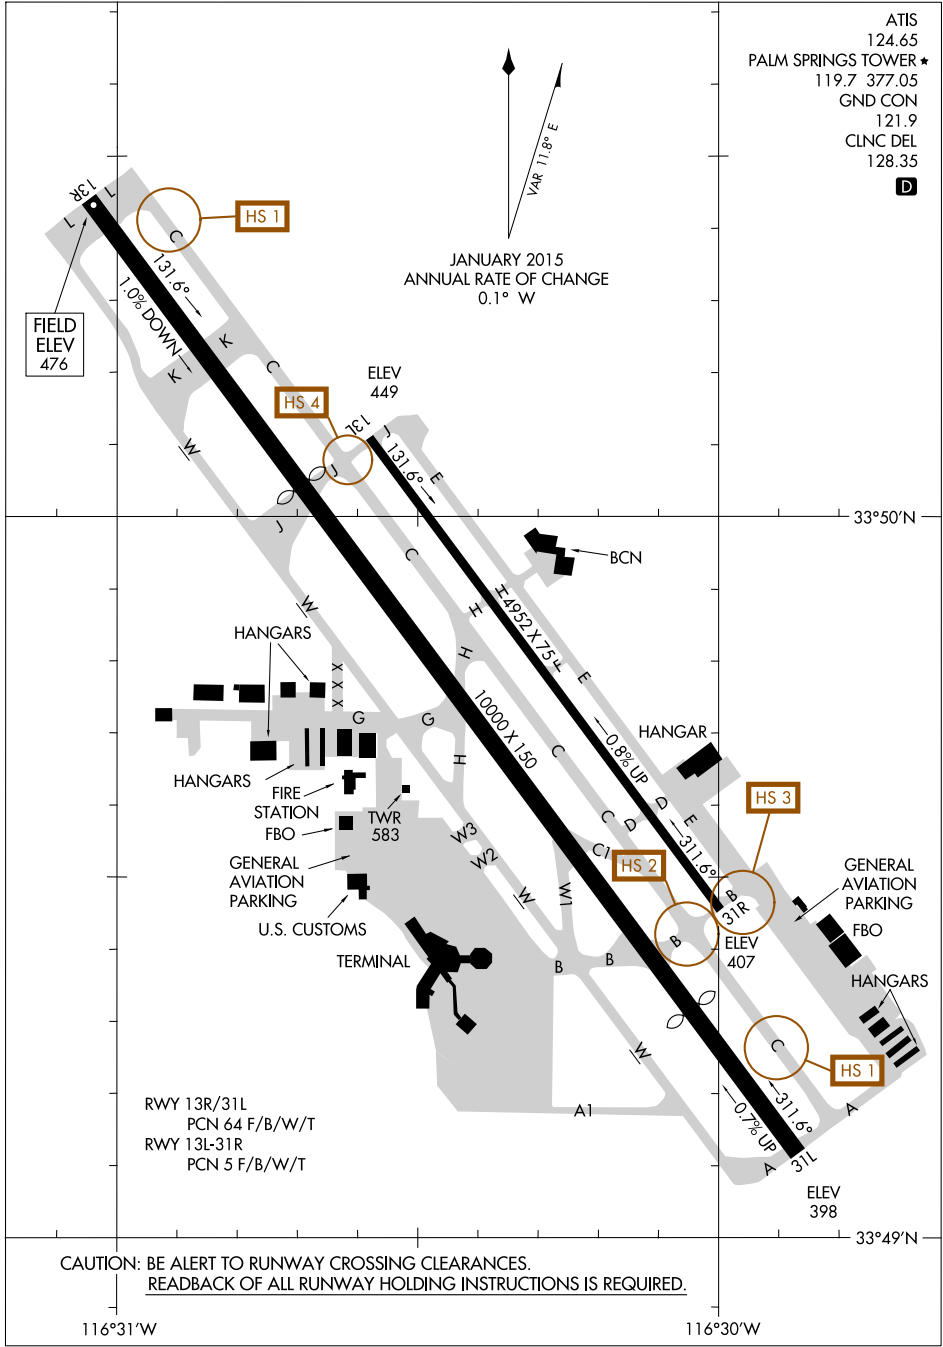 ATIS
124.65
PALM SPRINGS TOWER ★
119.7 377.05
GND CON
121.9
CLNC DEL
128.35
D
VAR 11.8° E
JANUARY 2015
ANNUAL RATE OF CHANGE
0.1° W
13R
L
L
HS 1
C
131.6°
1.0% DOWN
FIELD
ELEV
476
K
K
C
ELEV
449
HS 4
13L
J
131.6°
E
W
J
J
33°50'N
C
BCN
W
H
H
4952 X 75
F
E
HANGARS
H
X X X
G
G
10000 X 150
H
C
0.8% UP
HANGAR
HANGARS
FIRE
STATION
FBO
TWR
583
D
C
D
E
HS 3
W3
W2
C1
HS 2
311.6°
GENERAL
AVIATION
PARKING
U.S. CUSTOMS
W
W1
B
31R
GENERAL
AVIATION
PARKING
FBO
TERMINAL
B
B
B
ELEV
407
HANGARS
W
C
HS 1
A1
RWY 13R/31L
PCN 64 F/B/W/T
RWY 13L-31R
PCN 5 F/B/W/T
0.7% UP
311.6°
A
A
31L
ELEV
398
33°49'N
CAUTION: BE ALERT TO RUNWAY CROSSING CLEARANCES.
READBACK OF ALL RUNWAY HOLDING INSTRUCTIONS IS REQUIRED.
116°31'W
116°30'W